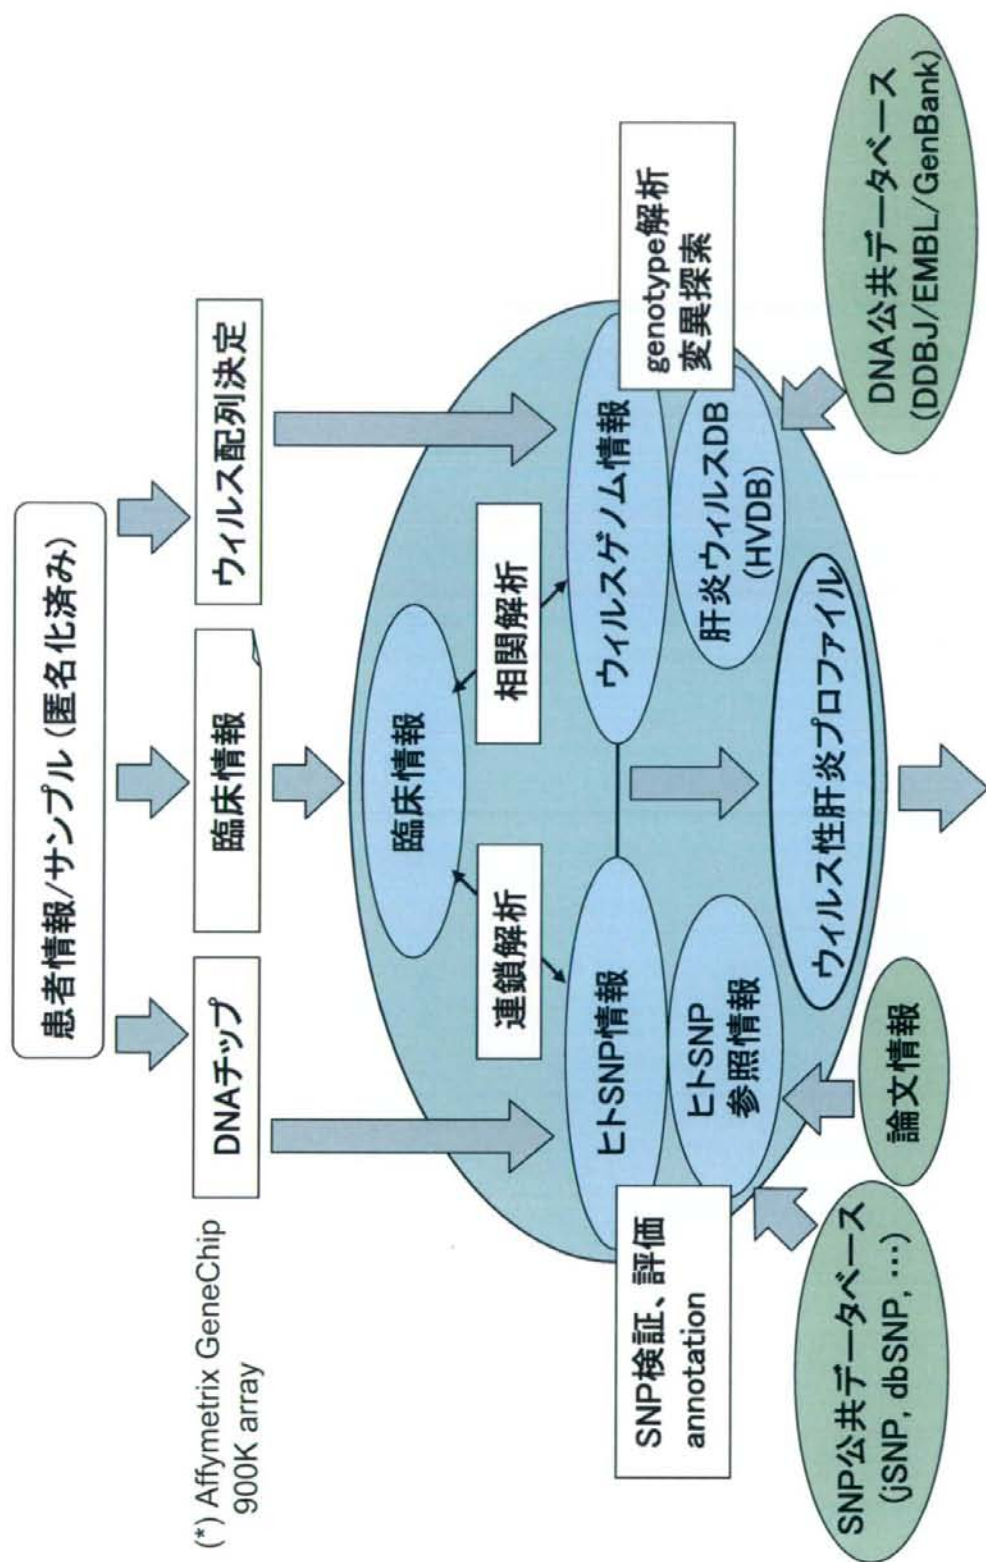 患者情報/サンプル（匿名化済み）
(*) Affymetrix GeneChip
900K array
DNAチップ
臨床情報
ウィルス配列決定
臨床情報
連鎖解析
相関解析
ヒトSNP情報
ウィルスゲノム情報
SNP検証、評価
annotation
genotype解析
変異探索
ヒトSNP
参照情報
肝炎ウィルスDB
(HVDB)
ウィルス性肝炎プロファイル
SNP公共データベース
(jSNP, dbSNP, …)
論文情報
DNA公共データベース
(DDBJ/EMBL/GenBank)